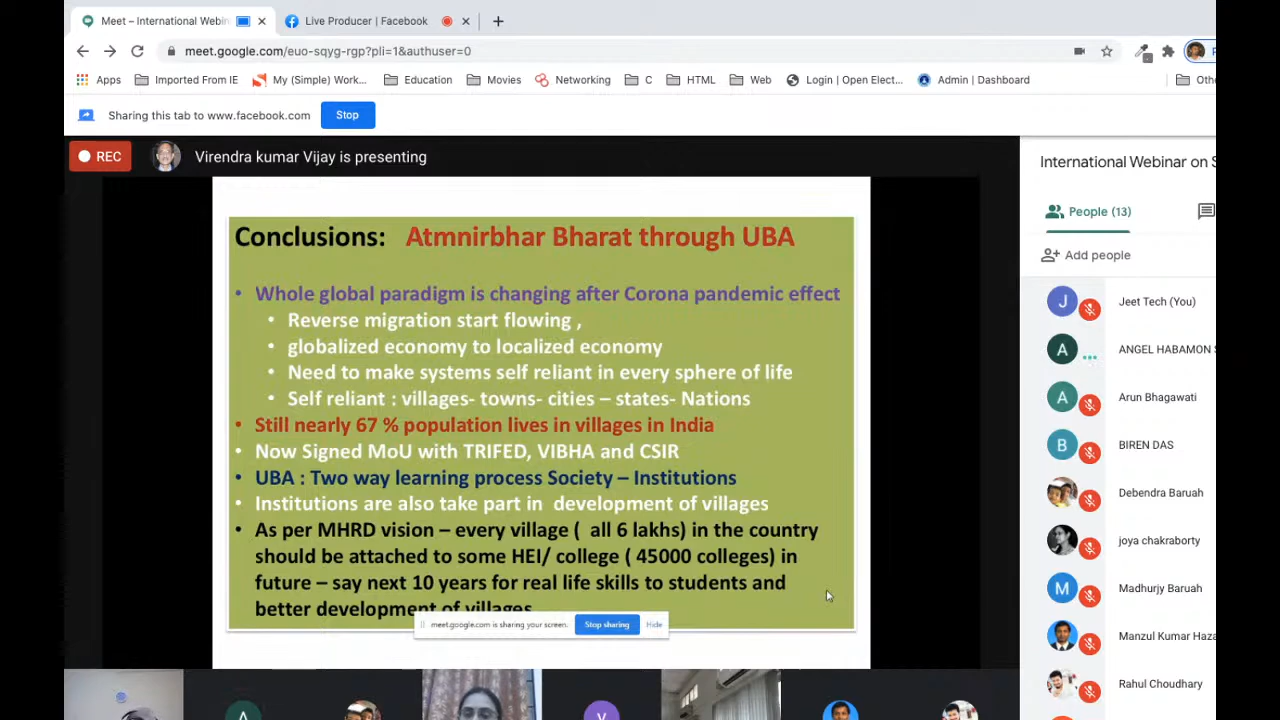 Meet – International Webin
Live Producer | Facebook
meet.google.com/euo-sqyg-rgp?pli=1&authuser=0
Apps
Imported From IE
My (Simple) Work...
Education
Movies
Networking
C
HTML
Web
Login | Open Elect...
Admin | Dashboard
Othe
Sharing this tab to www.facebook.com
Stop
REC
Virendra kumar Vijay is presenting
Conclusions: Atmnirbhar Bharat through UBA
• Whole global paradigm is changing after Corona pandemic effect
• Reverse migration start flowing ,
• globalized economy to localized economy
• Need to make systems self reliant in every sphere of life
• Self reliant : villages- towns- cities – states- Nations
• Still nearly 67 % population lives in villages in India
• Now Signed MoU with TRIFED, VIBHA and CSIR
• UBA : Two way learning process Society – Institutions
• Institutions are also take part in development of villages
• As per MHRD vision – every village ( all 6 lakhs) in the country
should be attached to some HEI/ college ( 45000 colleges) in
future – say next 10 years for real life skills to students and
better development of villages
meet.google.com is sharing your screen.
Stop sharing
Hide
International Webinar on S
People (13)
Add people
J
Jeet Tech (You)
A
ANGEL HABAMON S
A
Arun Bhagawati
B
BIREN DAS
Debendra Baruah
joya chakraborty
M
Madhurjy Baruah
Manzul Kumar Haza
Rahul Choudhary
A
V